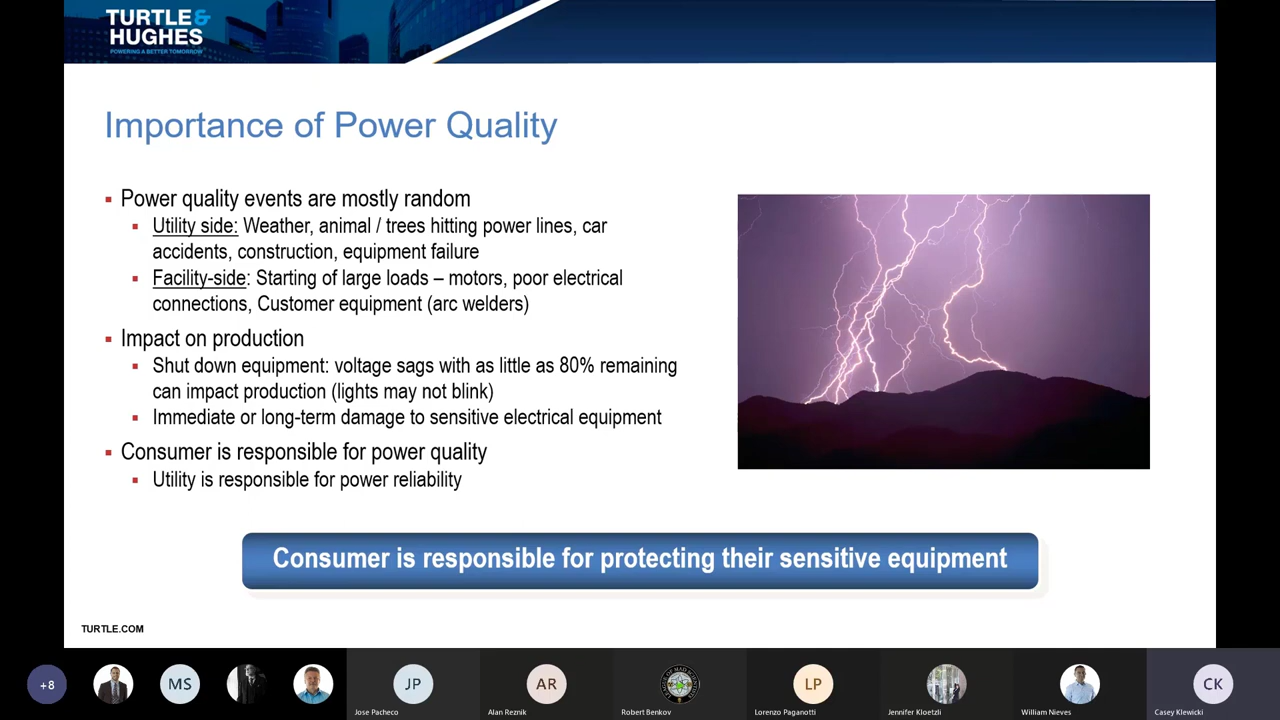 TURTLE&
HUGHES
POWERING A BETTER TOMORROW
Importance of Power Quality
Power quality events are mostly random
Utility side: Weather, animal / trees hitting power lines, car
accidents, construction, equipment failure
Facility-side: Starting of large loads – motors, poor electrical
connections, Customer equipment (arc welders)
Impact on production
Shut down equipment: voltage sags with as little as 80% remaining
can impact production (lights may not blink)
Immediate or long-term damage to sensitive electrical equipment
Consumer is responsible for power quality
Utility is responsible for power reliability
Consumer is responsible for protecting their sensitive equipment
TURTLE.COM
+8
MS
JP
AR
LP
CK
Jose Pacheco
Alan Reznik
Robert Benkov
Lorenzo Paganotti
Jennifer Kloetzli
William Nieves
Casey Klewicki